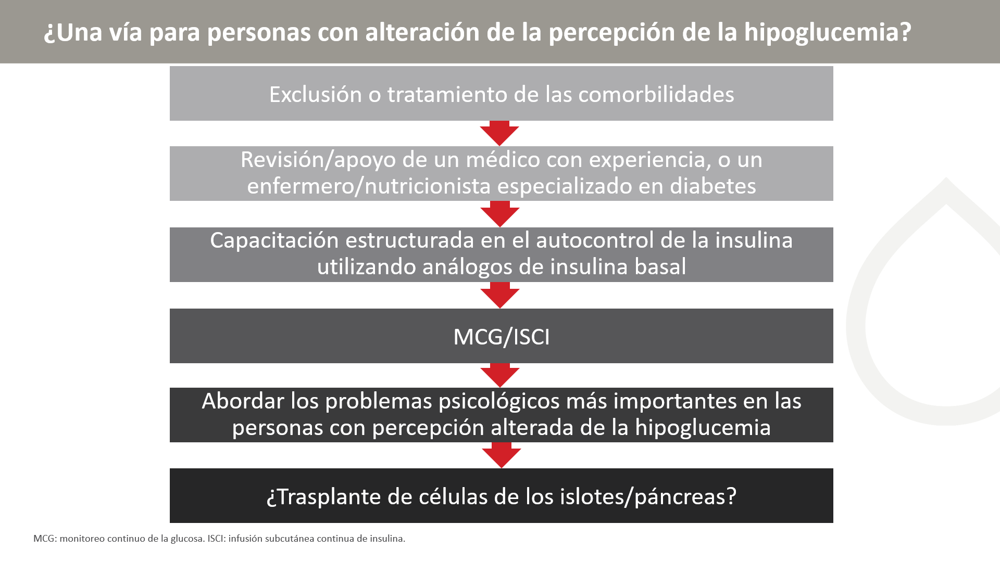 ¿Una vía para personas con alteración de la percepción de la hipoglucemia?
Exclusión o tratamiento de las comorbilidades
Revisión/apoyo de un médico con experiencia, o un
enfermero/nutricionista especializado en diabetes
Capacitación estructurada en el autocontrol de la insulina
utilizando análogos de insulina basal
MCG/ISCI
Abordar los problemas psicológicos más importantes en las
personas con percepción alterada de la hipoglucemia
¿Trasplante de células de los islotes/páncreas?
MCG: monitoreo continuo de la glucosa. ISCI: infusión subcutánea continua de insulina.